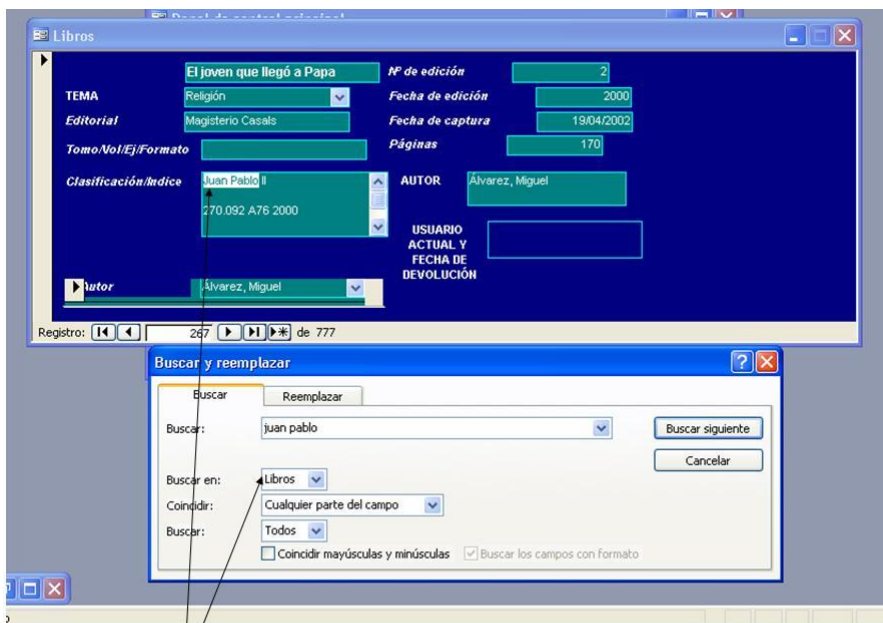 Panel de control principal
Libros
El joven que llegó a Papa
Nº de edición 2
TEMA Religión
Fecha de edición 2000
Editorial Magisterio Casals
Fecha de captura 19/04/2002
Tomo/Vol/Ej/Formato
Páginas 170
Clasificación/Indice Juan Pablo II
270.092 A76 2000
AUTOR Álvarez, Miguel
USUARIO
ACTUAL Y
FECHA DE
DEVOLUCIÓN
Autor Álvarez, Miguel
Registro: 267 de 777
Buscar y reemplazar
Buscar Reemplazar
Buscar: juan pablo Buscar siguiente
Cancelar
Buscar en: Libros
Coincidir: Cualquier parte del campo
Buscar: Todos
Coincidir mayúsculas y minúsculas Buscar los campos con formato